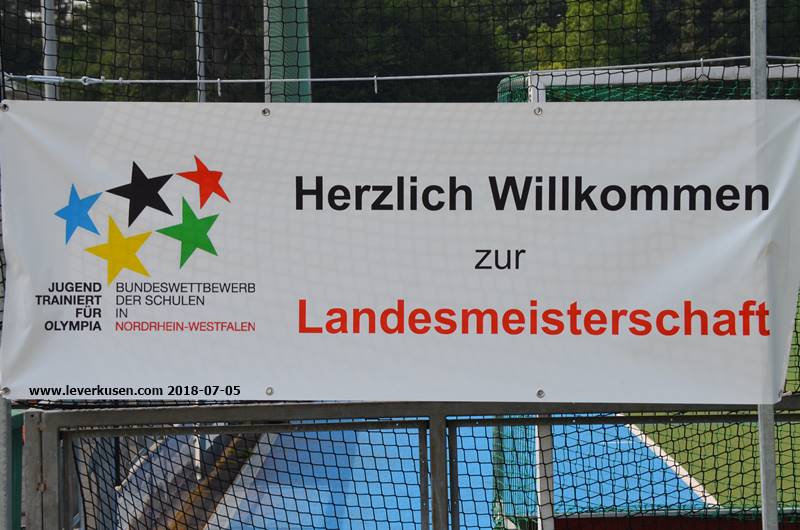 Herzlich Willkommen
zur
Landesmeisterschaft
JUGEND
TRAINIERT
FÜR
OLYMPIA
BUNDESWETTBEWERB
DER SCHULEN
IN
NORDRHEIN-WESTFALEN
www.leverkusen.com 2018-07-05